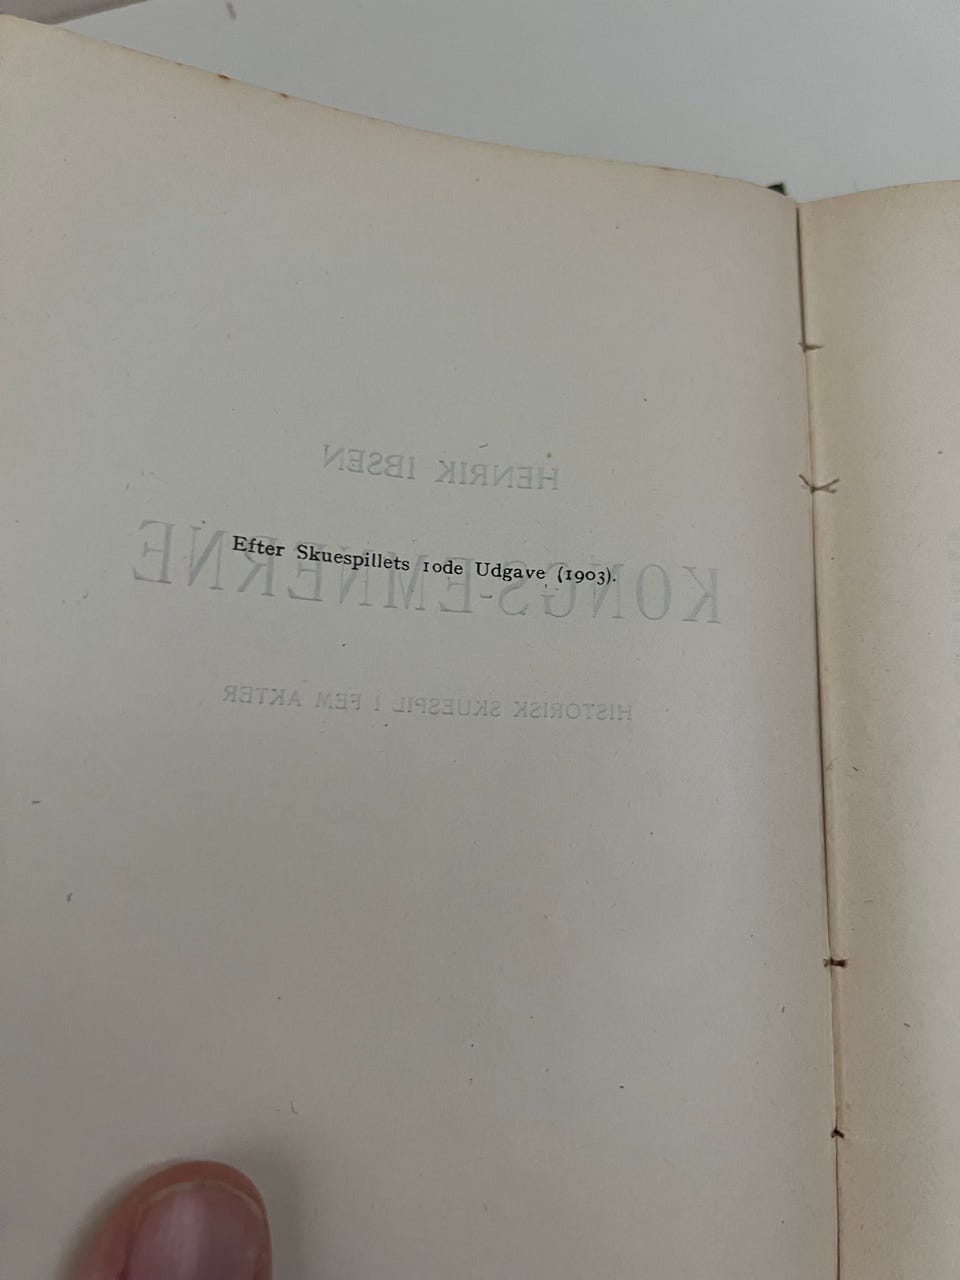 HENRIK IBSEN
Efter Skuespillets 10de Udgave (1903).
KONGS-EMNERNE
HISTORISK SKUESPIL I FEM AKTER